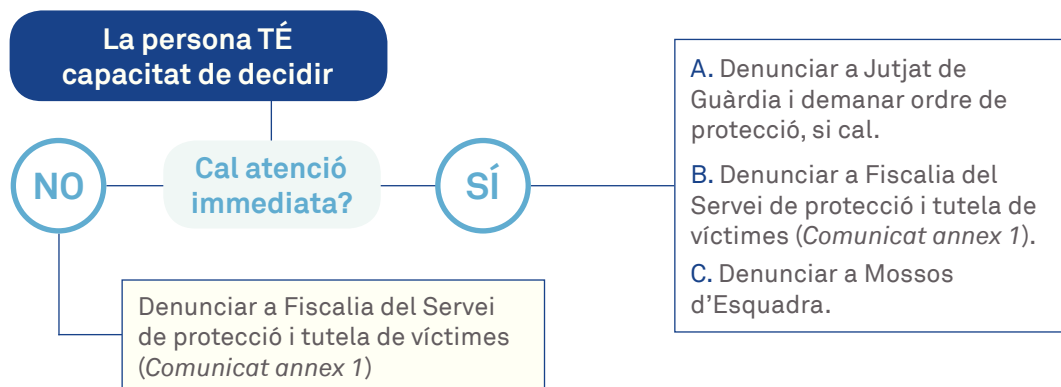 La persona TÉ
capacitat de decidir
Cal atenció
immediata?
NO
SÍ
A. Denunciar a Jutjat de
Guàrdia i demanar ordre de
protecció, si cal.
B. Denunciar a Fiscalia del
Servei de protecció i tutela de
víctimes (Comunicat annex 1).
C. Denunciar a Mossos
d’Esquadra.
Denunciar a Fiscalia del Servei
de protecció i tutela de víctimes
(Comunicat annex 1)